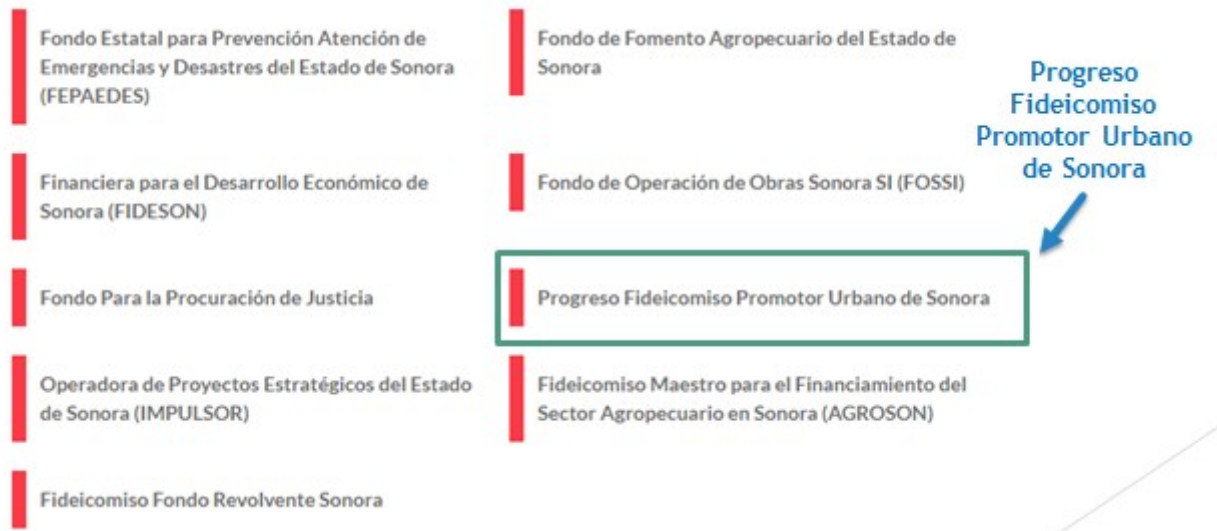 Fondo Estatal para Prevención Atención de
Emergencias y Desastres del Estado de Sonora
(FEPAEDES)
Fondo de Fomento Agropecuario del Estado de
Sonora
Progreso
Fideicomiso
Promotor Urbano
de Sonora
Financiera para el Desarrollo Económico de
Sonora (FIDESON)
Fondo de Operación de Obras Sonora SI (FOSSI)
Fondo Para la Procuración de Justicia
Progreso Fideicomiso Promotor Urbano de Sonora
Operadora de Proyectos Estratégicos del Estado
de Sonora (IMPULSOR)
Fideicomiso Maestro para el Financiamiento del
Sector Agropecuario en Sonora (AGROSON)
Fideicomiso Fondo Revolvente Sonora